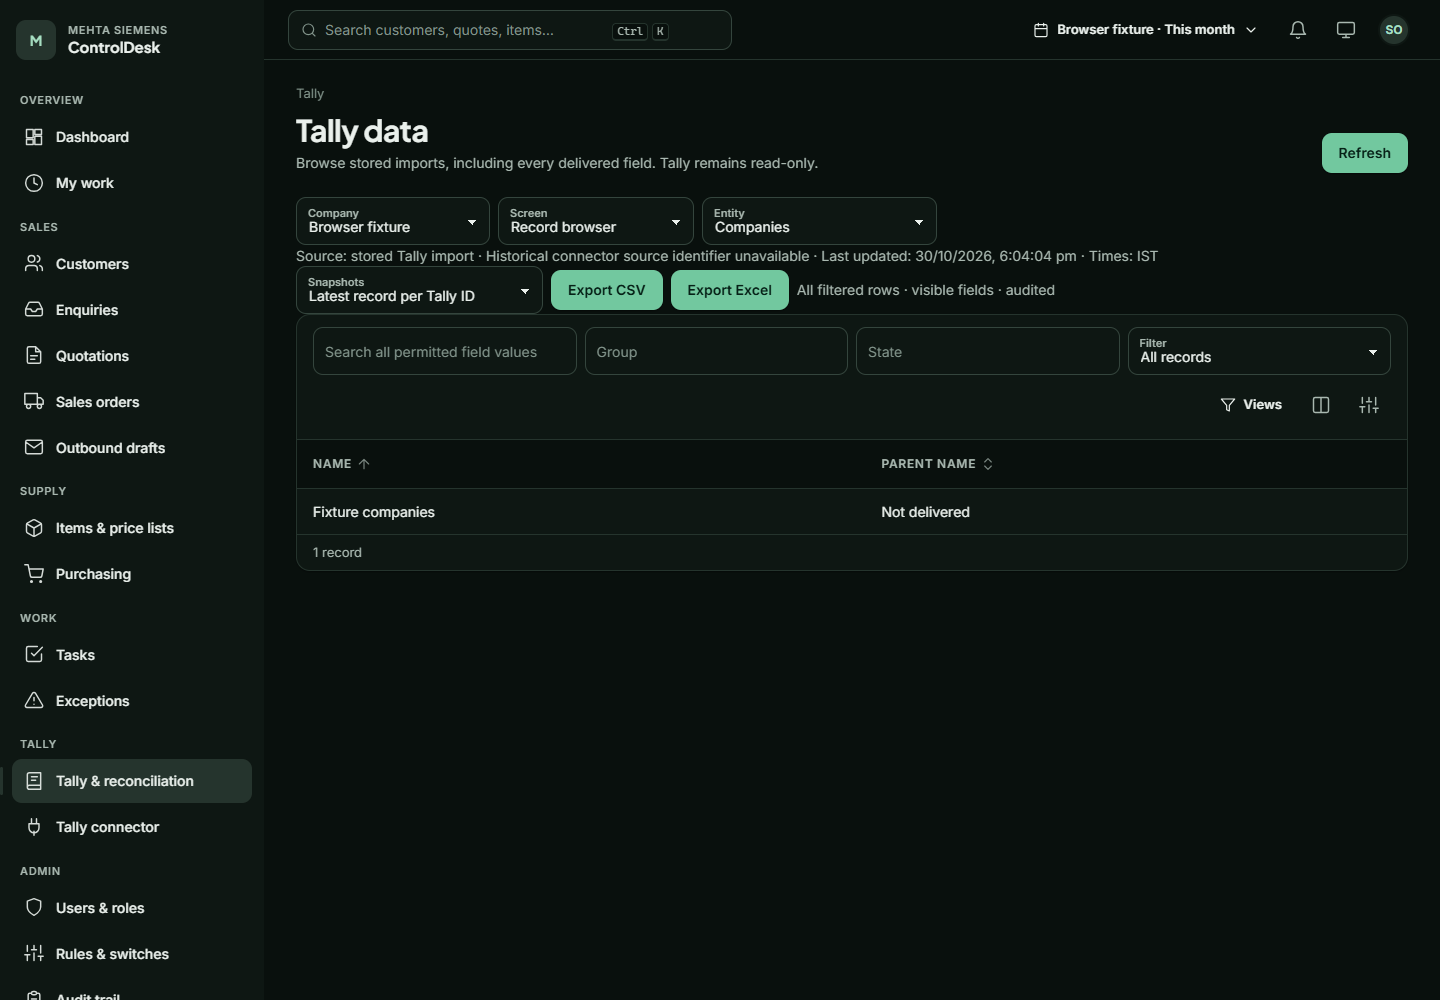 MEHTA SIEMENS
M
ControlDesk
Search customers, quotes, items...
Ctrl K
Browser fixture · This month
SO
OVERVIEW
Dashboard
My work
SALES
Customers
Enquiries
Quotations
Sales orders
Outbound drafts
SUPPLY
Items & price lists
Purchasing
WORK
Tasks
Exceptions
TALLY
Tally & reconciliation
Tally connector
ADMIN
Users & roles
Rules & switches
Audit trail
Tally
Tally data
Browse stored imports, including every delivered field. Tally remains read-only.
Refresh
Company
Browser fixture
Screen
Record browser
Entity
Companies
Source: stored Tally import · Historical connector source identifier unavailable · Last updated: 30/10/2026, 6:04:04 pm · Times: IST
Snapshots
Latest record per Tally ID
Export CSV
Export Excel
All filtered rows · visible fields · audited
Search all permitted field values
Group
State
Filter
All records
Views
NAME
PARENT NAME
Fixture companies
Not delivered
1 record